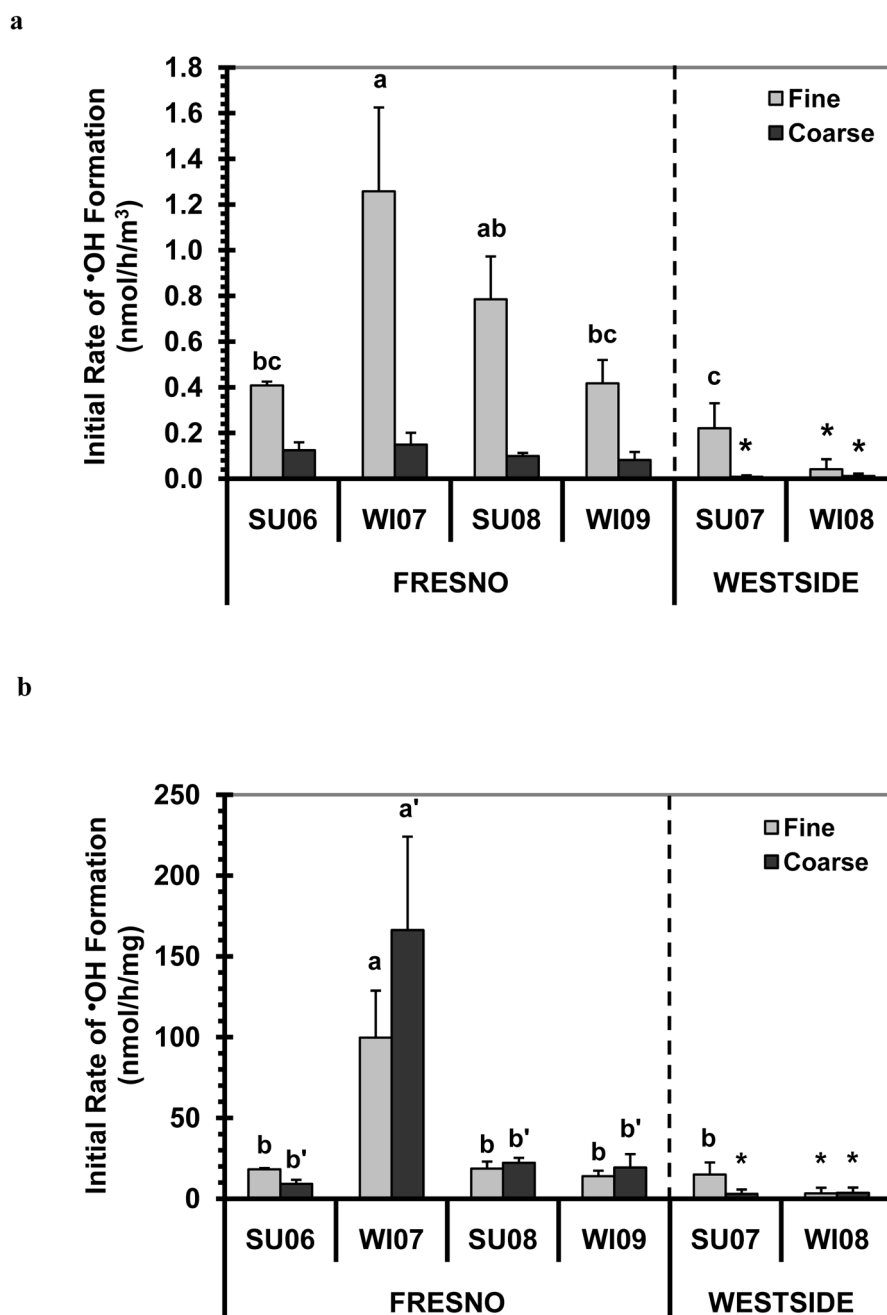 a
Initial Rate of •OH Formation
(nmol/h/m³)
1.8
1.6
1.4
1.2
1.0
0.8
0.6
0.4
0.2
0.0
Fine
Coarse
bc
a
ab
bc
c
*
*
*
SU06 WI07 SU08 WI09 SU07 WI08
FRESNO WESTSIDE
b
Initial Rate of •OH Formation
(nmol/h/mg)
250
200
150
100
50
0
Fine
Coarse
b
b'
a
a'
b
b'
b
b'
b
*
*
*
SU06 WI07 SU08 WI09 SU07 WI08
FRESNO WESTSIDE